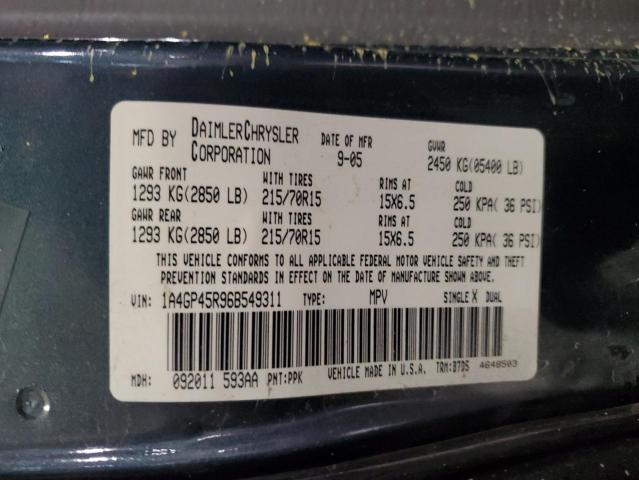 MFD BY DAIMLERCHRYSLER CORPORATION DATE OF MFR 9-05 GVWR 2450 KG(05400 LB)
GAWR FRONT WITH TIRES RIMS AT COLD
1293 KG(2850 LB) 215/70R15 15X6.5 250 KPA( 36 PSI)
GAWR REAR WITH TIRES RIMS AT COLD
1293 KG(2850 LB) 215/70R15 15X6.5 250 KPA( 36 PSI)
THIS VEHICLE CONFORMS TO ALL APPLICABLE FEDERAL MOTOR VEHICLE SAFETY AND THEFT
PREVENTION STANDARDS IN EFFECT ON THE DATE OF MANUFACTURE SHOWN ABOVE.
VIN: 1A4GP45R96B549311 TYPE: MPV SINGLE X DUAL
MDH: 092011 593AA PNT:PPK VEHICLE MADE IN U.S.A. TRM:B7D5 4648503